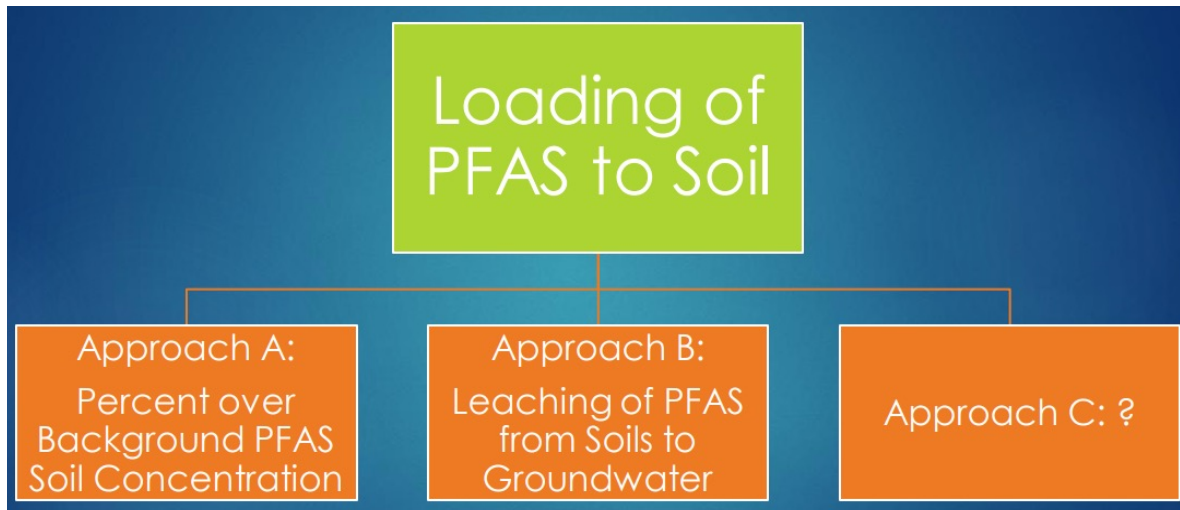 Loading of
PFAS to Soil
Approach A:
Percent over
Background PFAS
Soil Concentration
Approach B:
Leaching of PFAS
from Soils to
Groundwater
Approach C: ?